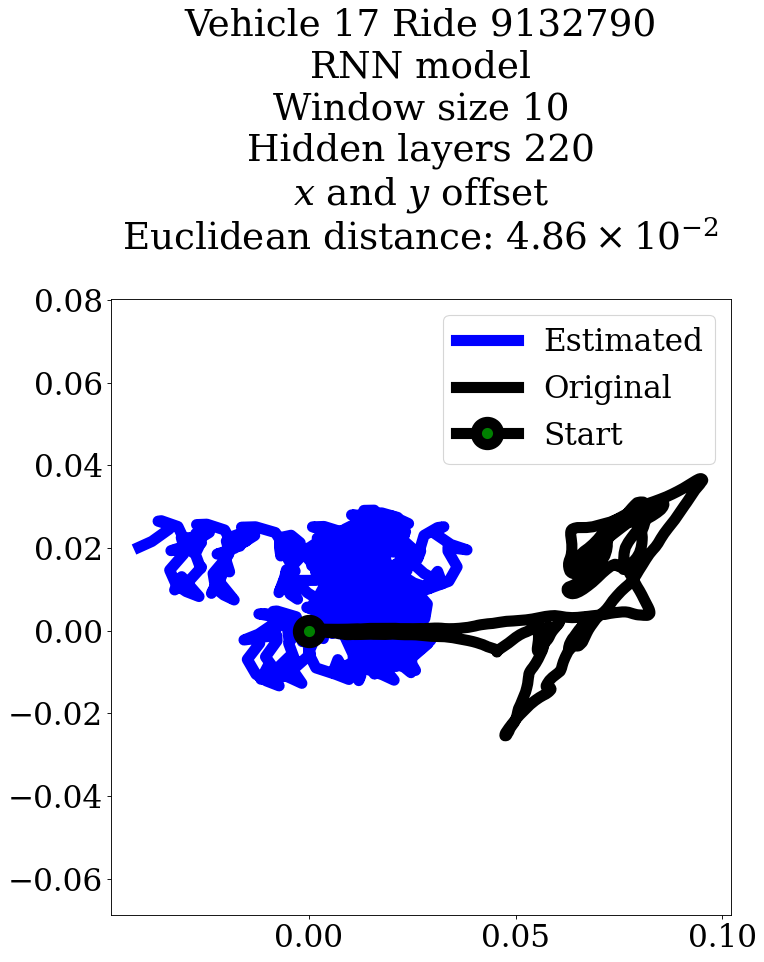 Vehicle 17 Ride 9132790
RNN model
Window size 10
Hidden layers 220
x and y offset
Euclidean distance: 4.86 × 10⁻²
Estimated
Original
Start
0.08
0.06
0.04
0.02
0.00
−0.02
−0.04
−0.06
0.00 0.05 0.10